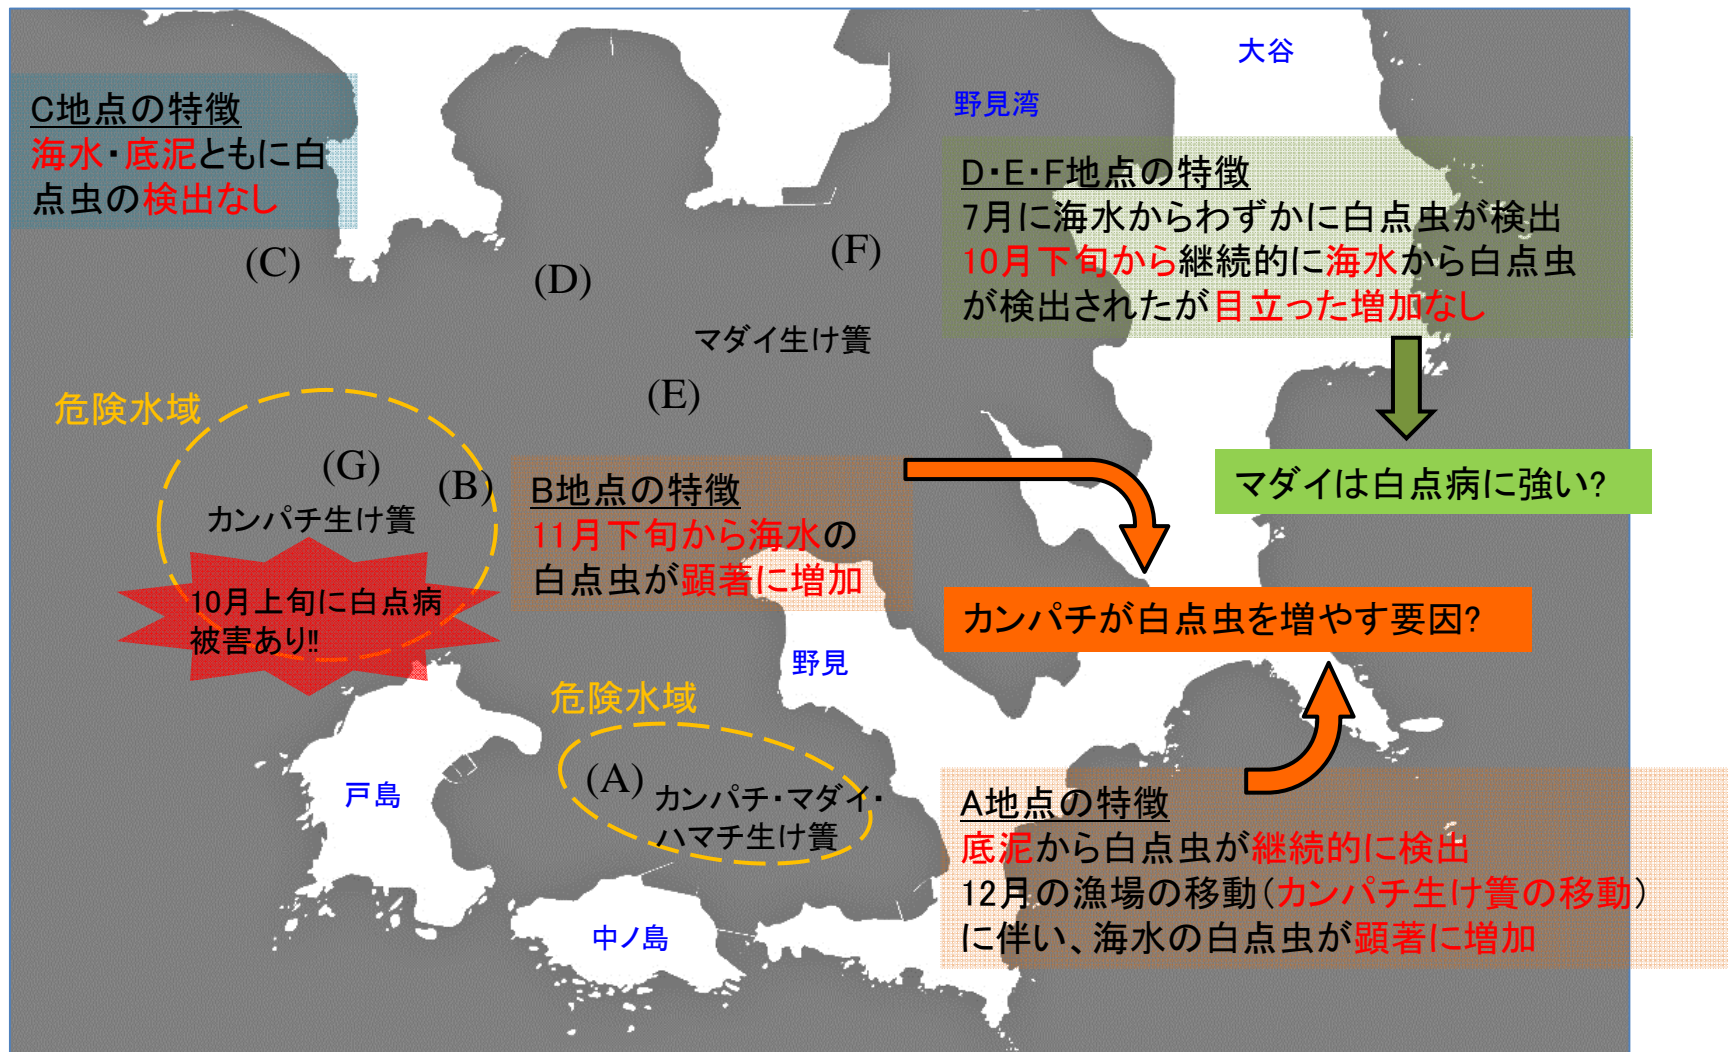 大谷
野見湾
C地点の特徴
海水・底泥ともに白
点虫の検出なし
D・E・F地点の特徴
7月に海水からわずかに白点虫が検出
10月下旬から継続的に海水から白点虫
が検出されたが目立った増加なし
(C)
(D)
(F)
マダイ生け簀
(E)
危険水域
(G)
(B)
カンパチ生け簀
10月上旬に白点病
被害あり!!
B地点の特徴
11月下旬から海水の
白点虫が顕著に増加
マダイは白点病に強い?
カンパチが白点虫を増やす要因?
野見
危険水域
(A)
カンパチ・マダイ・
ハマチ生け簀
戸島
中ノ島
A地点の特徴
底泥から白点虫が継続的に検出
12月の漁場の移動(カンパチ生け簀の移動)
に伴い、海水の白点虫が顕著に増加